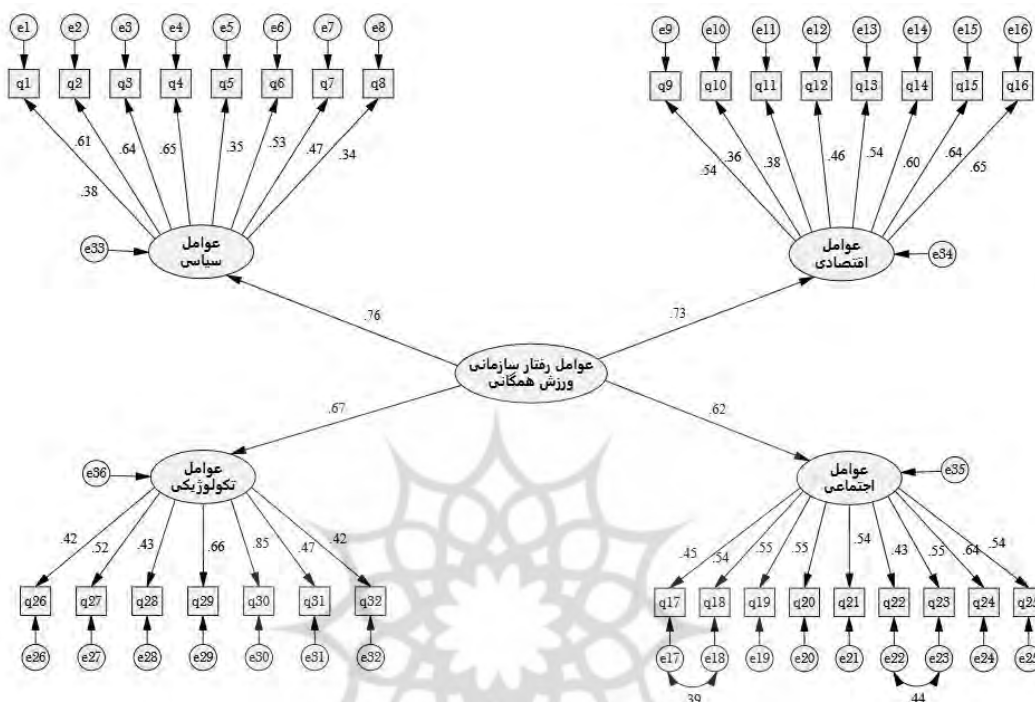 e1 e2 e3 e4 e5 e6 e7 e8
e9 e10 e11 e12 e13 e14 e15 e16
q1 q2 q3 q4 q5 q6 q7 q8
q9 q10 q11 q12 q13 q14 q15 q16
.38 .61 .64 .65 .35 .53 .47 .34
.54 .36 .38 .46 .54 .60 .64 .65
e33
عوامل
سیاسی
عوامل
اقتصادی
e34
.76
.73
عوامل رفتار سازمانی
ورزش همگانی
.67
.62
e36
عوامل
تکولوژیکی
عوامل
اجتماعی
e35
.42 .52 .43 .66 .85 .47 .42
.45 .54 .55 .55 .54 .43 .55 .64 .54
q26 q27 q28 q29 q30 q31 q32
q17 q18 q19 q20 q21 q22 q23 q24 q25
e26 e27 e28 e29 e30 e31 e32
e17 e18 e19 e20 e21 e22 e23 e24 e25
.39
.44